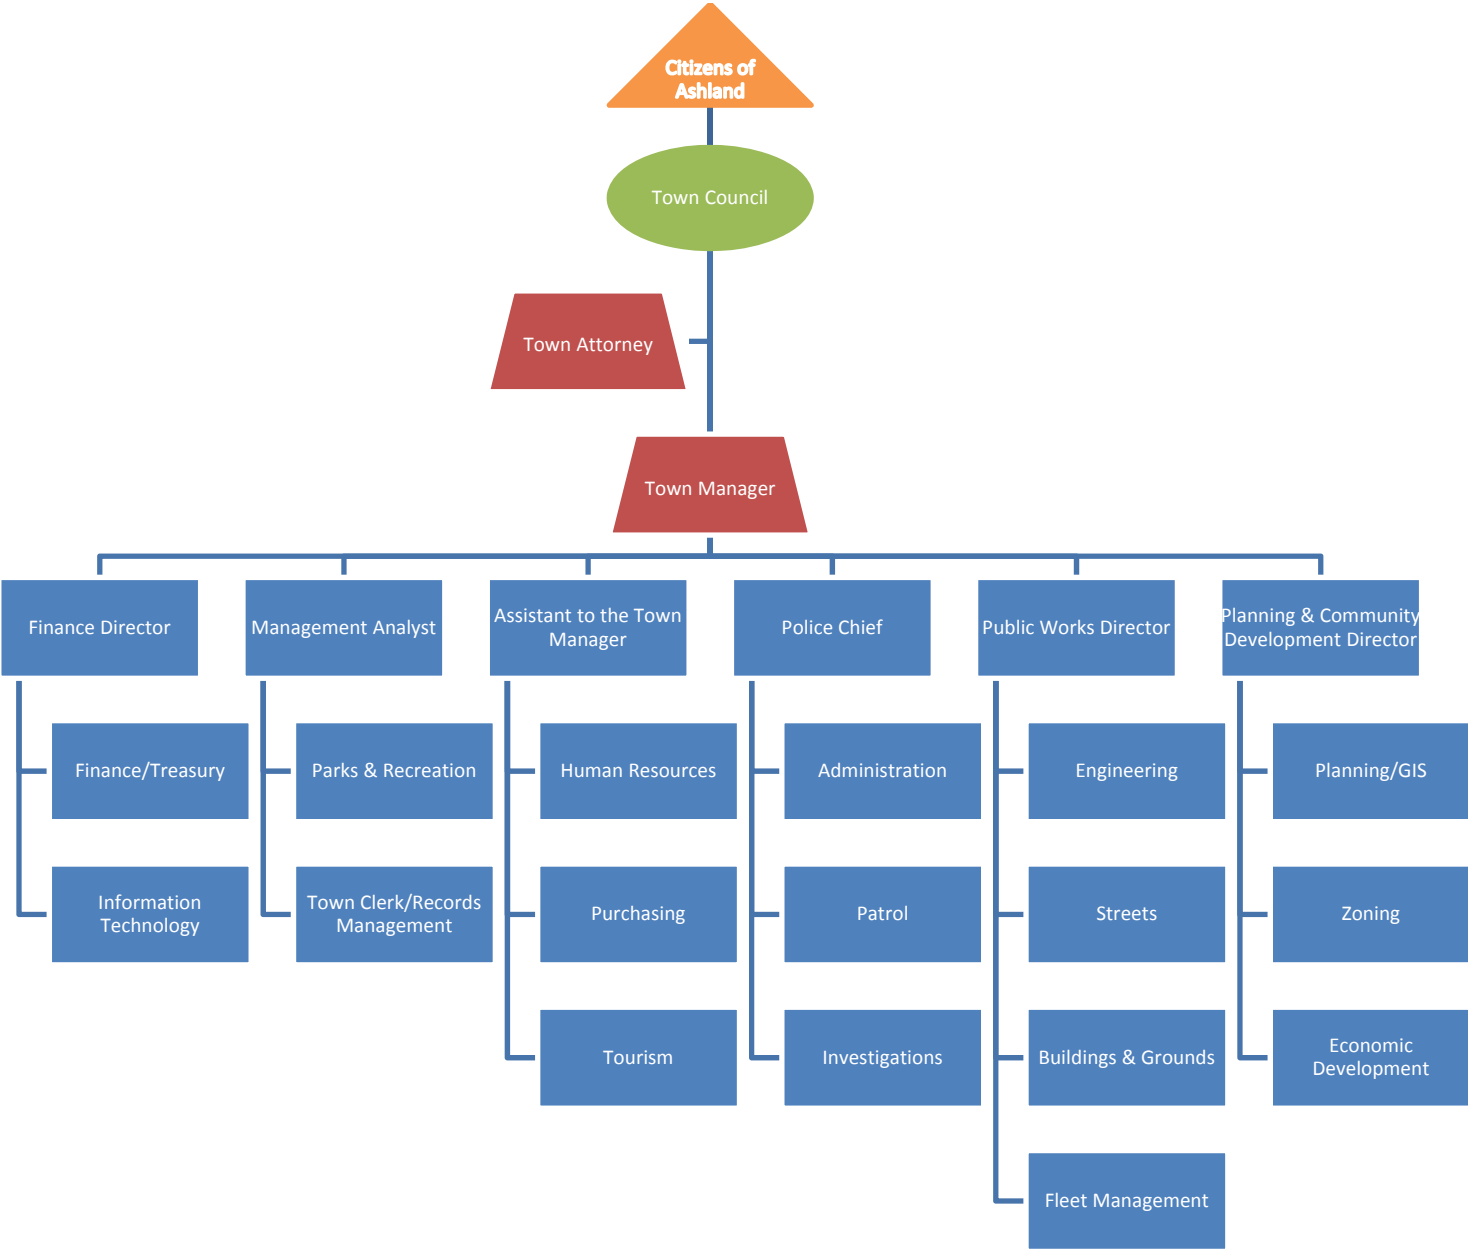 Citizens of
Ashland
Town Council
Town Attorney
Town Manager
Finance Director
Management Analyst
Assistant to the Town
Manager
Police Chief
Public Works Director
Planning & Community
Development Director
Finance/Treasury
Parks & Recreation
Human Resources
Administration
Engineering
Planning/GIS
Information
Technology
Town Clerk/Records
Management
Purchasing
Patrol
Streets
Zoning
Tourism
Investigations
Buildings & Grounds
Economic
Development
Fleet Management